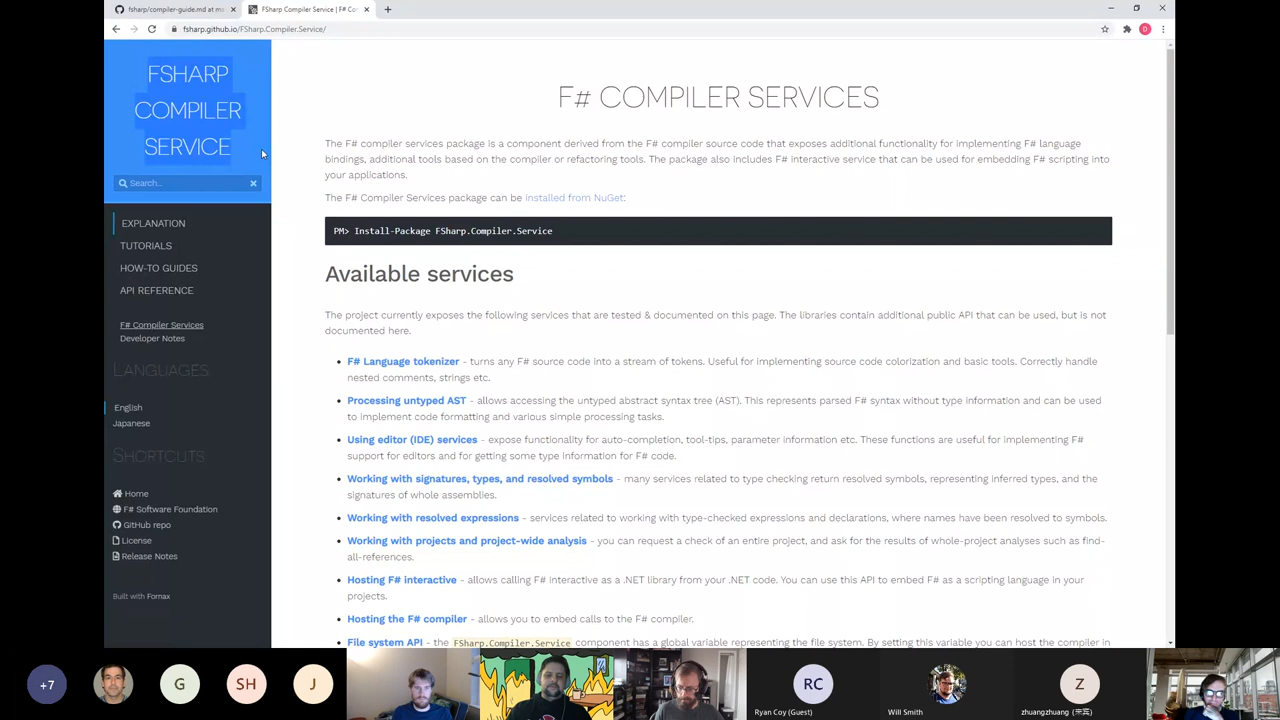 fsharp/compiler-guide.md at ma
FSharp Compiler Service | F# Co
fsharp.github.io/FSharp.Compiler.Service/
D
FSHARP
COMPILER
SERVICE
Search...
EXPLANATION
TUTORIALS
HOW-TO GUIDES
API REFERENCE
F# Compiler Services
Developer Notes
LANGUAGES
English
Japanese
SHORTCUTS
Home
F# Software Foundation
GitHub repo
License
Release Notes
Built with Fornax
F# COMPILER SERVICES
The F# compiler services package is a component derived from the F# compiler source code that exposes additional functionality for implementing F# language
bindings, additional tools based on the compiler or refactoring tools. The package also includes F# interactive service that can be used for embedding F# scripting into
your applications.
The F# Compiler Services package can be installed from NuGet:
PM> Install-Package FSharp.Compiler.Service
Available services
The project currently exposes the following services that are tested & documented on this page. The libraries contain additional public API that can be used, but is not
documented here.
• F# Language tokenizer - turns any F# source code into a stream of tokens. Useful for implementing source code colorization and basic tools. Correctly handle
nested comments, strings etc.
• Processing untyped AST - allows accessing the untyped abstract syntax tree (AST). This represents parsed F# syntax without type information and can be used
to implement code formatting and various simple processing tasks.
• Using editor (IDE) services - expose functionality for auto-completion, tool-tips, parameter information etc. These functions are useful for implementing F#
support for editors and for getting some type information for F# code.
• Working with signatures, types, and resolved symbols - many services related to type checking return resolved symbols, representing inferred types, and the
signatures of whole assemblies.
• Working with resolved expressions - services related to working with type-checked expressions and declarations, where names have been resolved to symbols.
• Working with projects and project-wide analysis - you can request a check of an entire project, and ask for the results of whole-project analyses such as find-
all-references.
• Hosting F# interactive - allows calling F# interactive as a .NET library from your .NET code. You can use this API to embed F# as a scripting language in your
projects.
• Hosting the F# compiler - allows you to embed calls to the F# compiler.
• File system API - the FSharp.Compiler.Service component has a global variable representing the file system. By setting this variable you can host the compiler in
+7
G
SH
J
RC
Z
Ryan Coy (Guest)
Will Smith